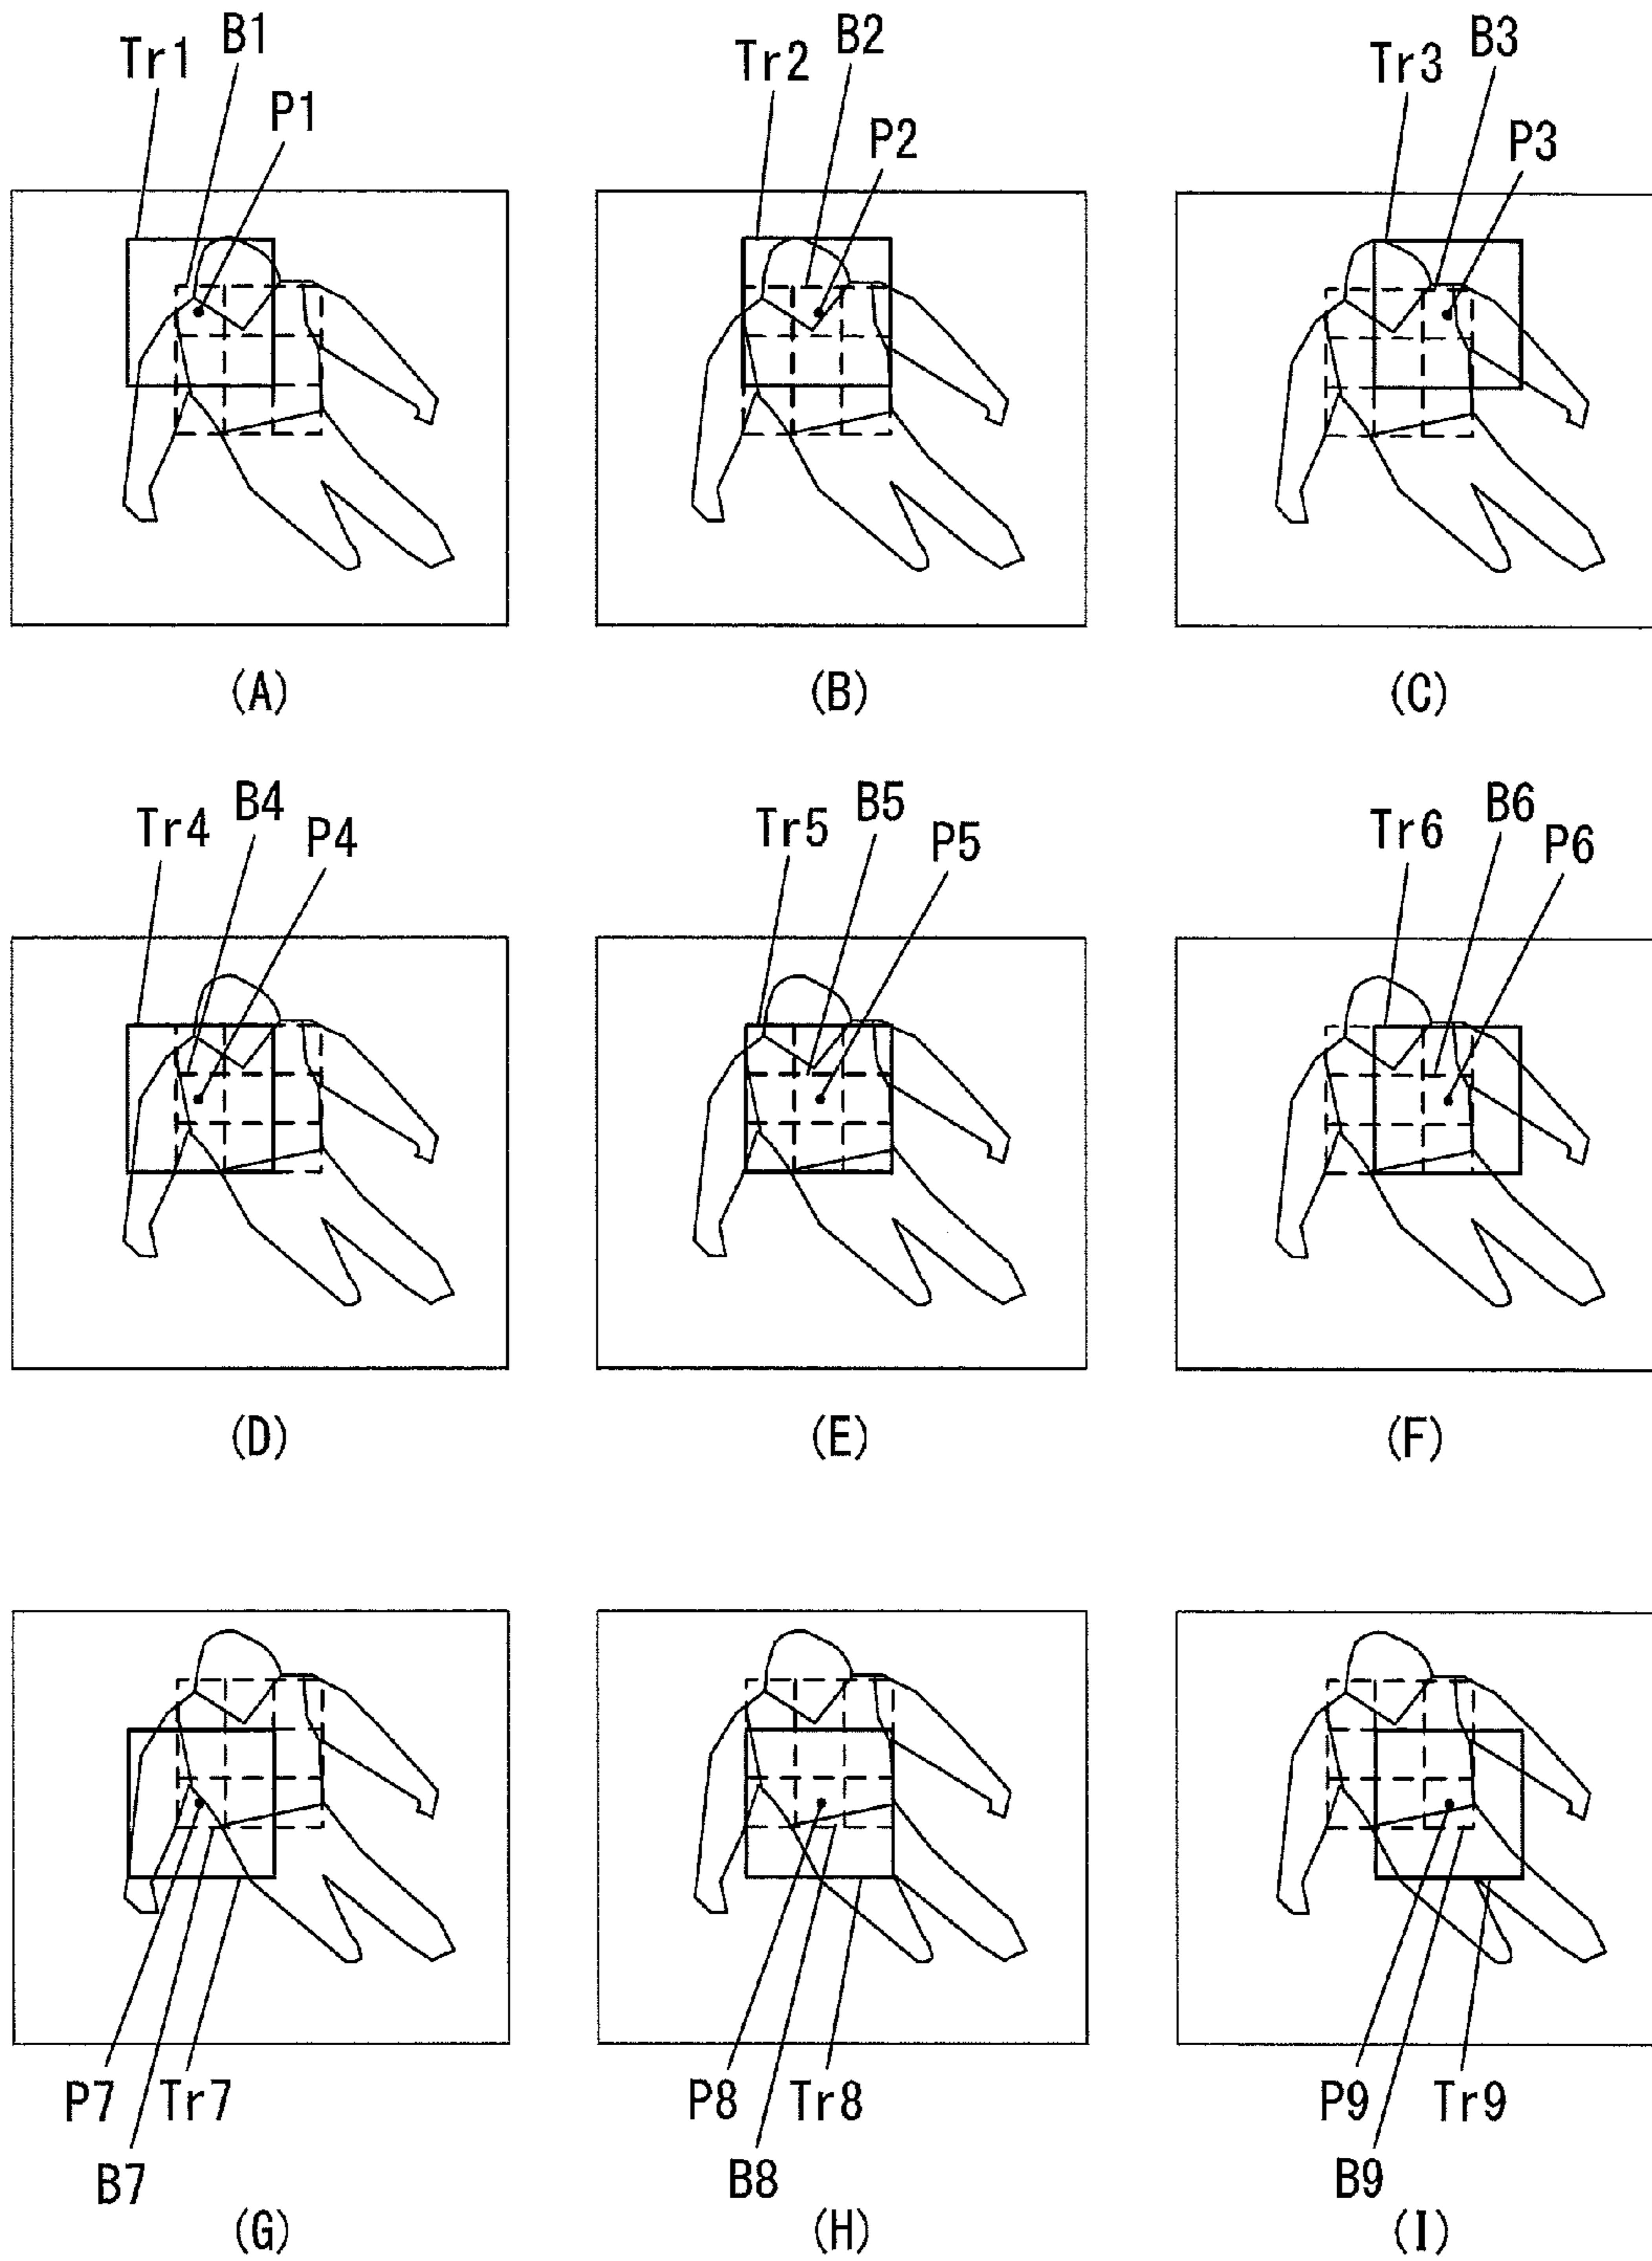 Tr1 B1 P1
Tr2 B2 P2
Tr3 B3 P3
(A) (B) (C)
Tr4 B4 P4
Tr5 B5 P5
Tr6 B6 P6
(D) (E) (F)
P7 Tr7 B7
P8 Tr8 B8
P9 Tr9 B9
(G) (H) (I)